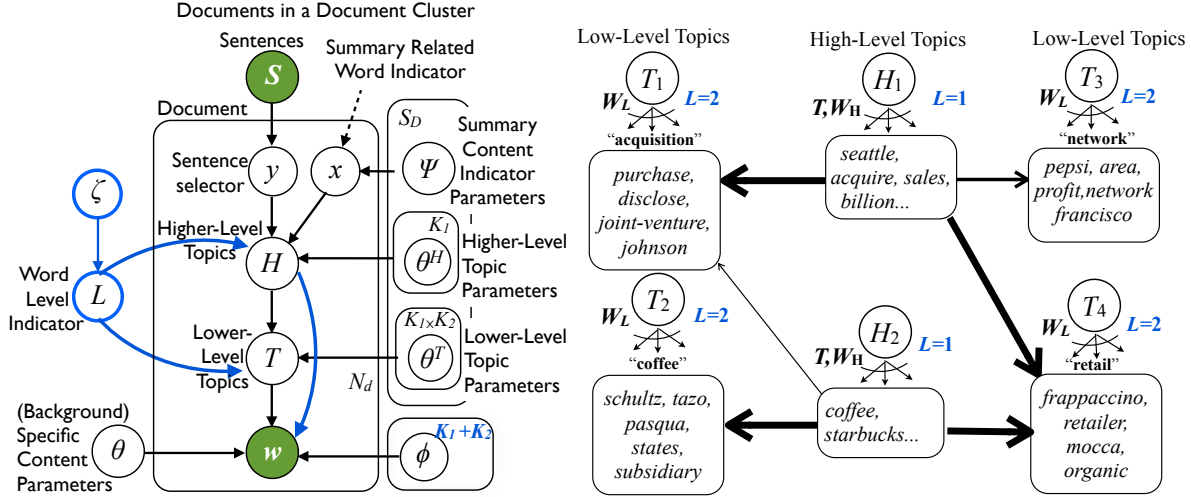 Documents in a Document Cluster
Sentences
S
Summary Related
Word Indicator
Document
S_D
Sentence
selector
y
x
Ψ
Summary
Content
Indicator
Parameters
ζ
Higher-Level
Topics
H
K_1
θ^H
Higher-Level
Topic
Parameters
Word
Level
Indicator
L
Lower-
Level
Topics
T
K_1×K_2
θ^T
Lower-Level
Topic
Parameters
N_d
(Background)
Specific
Content
Parameters
θ
w
K_1+K_2
ϕ
Low-Level Topics
High-Level Topics
Low-Level Topics
T_1
W_L
L=2
"acquisition"
purchase,
disclose,
joint-venture,
johnson
H_1
T,W_H
L=1
seattle,
acquire, sales,
billion...
T_3
W_L
L=2
"network"
pepsi, area,
profit,network
francisco
T_2
W_L
L=2
"coffee"
schultz, tazo,
pasqua,
states,
subsidiary
H_2
T,W_H
L=1
coffee,
starbucks...
T_4
W_L
L=2
"retail"
frappaccino,
retailer,
mocca,
organic